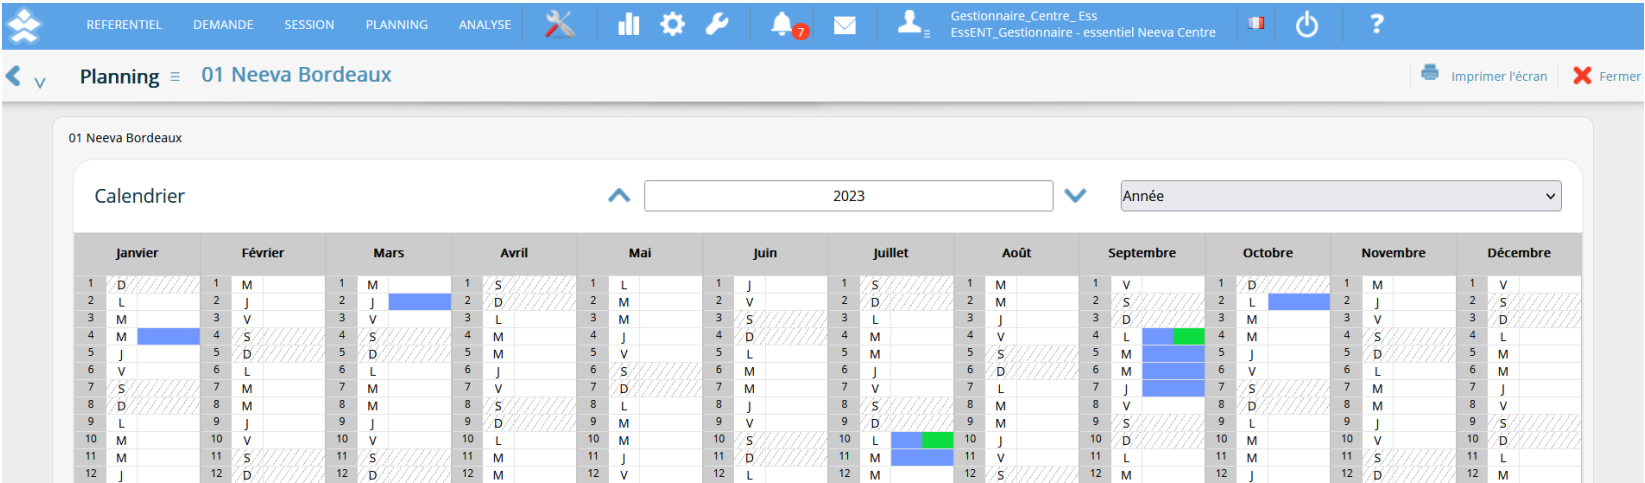 REFERENTIEL DEMANDE SESSION PLANNING ANALYSE 7 Gestionnaire_Centre_ Ess
EssENT_Gestionnaire - essentiel Neeva Centre ?
Planning 01 Neeva Bordeaux Imprimer l'écran Fermer
01 Neeva Bordeaux
Calendrier 2023 Année
Janvier Février Mars Avril Mai Juin Juillet Août Septembre Octobre Novembre Décembre
1 D 1 M 1 M 1 S 1 L 1 J 1 S 1 M 1 V 1 D 1 M 1 V
2 L 2 J 2 J 2 D 2 M 2 V 2 D 2 M 2 S 2 L 2 J 2 S
3 M 3 V 3 V 3 L 3 M 3 S 3 L 3 J 3 D 3 M 3 V 3 D
4 M 4 S 4 S 4 M 4 J 4 D 4 M 4 V 4 L 4 M 4 S 4 L
5 J 5 D 5 D 5 M 5 V 5 L 5 M 5 S 5 M 5 J 5 D 5 M
6 V 6 L 6 L 6 J 6 S 6 M 6 J 6 D 6 M 6 V 6 L 6 M
7 S 7 M 7 M 7 V 7 D 7 M 7 V 7 L 7 J 7 S 7 M 7 J
8 D 8 M 8 M 8 S 8 L 8 J 8 S 8 M 8 V 8 D 8 M 8 V
9 L 9 J 9 J 9 D 9 M 9 V 9 D 9 M 9 S 9 L 9 J 9 S
10 M 10 V 10 V 10 L 10 M 10 S 10 L 10 J 10 D 10 M 10 V 10 D
11 M 11 S 11 S 11 M 11 J 11 D 11 M 11 V 11 L 11 M 11 S 11 L
12 J 12 D 12 D 12 M 12 V 12 L 12 M 12 S 12 M 12 J 12 D 12 M